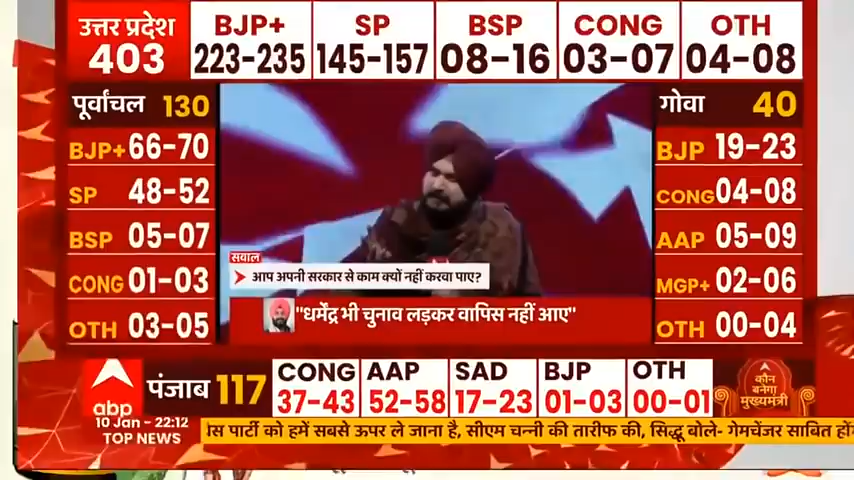 उत्तर प्रदेश
403
BJP+
223-235
SP
145-157
BSP
08-16
CONG
03-07
OTH
04-08
पूर्वांचल 130
BJP+ 66-70
SP 48-52
BSP 05-07
CONG 01-03
OTH 03-05
गोवा 40
BJP 19-23
CONG 04-08
AAP 05-09
MGP+ 02-06
OTH 00-04
सवाल
आप अपनी सरकार से काम क्यों नहीं करवा पाए?
"धर्मेंद्र भी चुनाव लड़कर वापिस नहीं आए"
abp
पंजाब 117
CONG
37-43
AAP
52-58
SAD
17-23
BJP
01-03
OTH
00-01
कौन
बनेगा
मुख्यमंत्री
10 Jan - 22:12
TOP NEWS
पार्टी को हमें सबसे ऊपर ले जाना है, सीएम चन्नी की तारीफ की, सिद्धू बोले- गेमचेंजर साबित